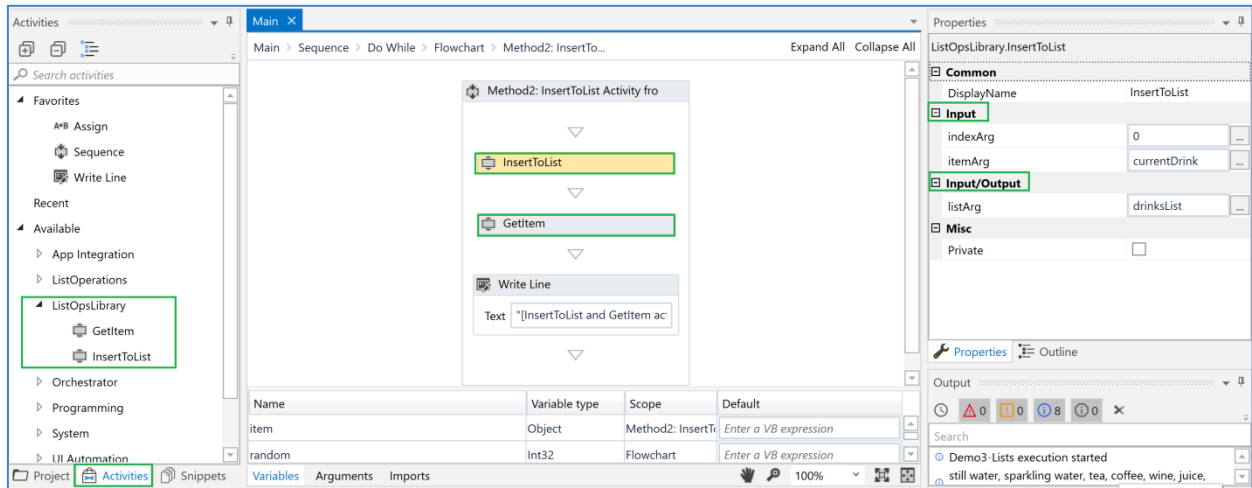 Activities
Search activities
Favorites
A+B Assign
Sequence
Write Line
Recent
Available
App Integration
ListOperations
ListOpsLibrary
GetItem
InsertToList
Orchestrator
Programming
System
UI Automation
Project Activities Snippets
Main
Main > Sequence > Do While > Flowchart > Method2: InsertTo... Expand All Collapse All
Method2: InsertToList Activity fro
InsertToList
GetItem
Write Line
Text "[InsertToList and GetItem act
Name Variable type Scope Default
item Object Method2: InsertTo Enter a VB expression
random Int32 Flowchart Enter a VB expression
Variables Arguments Imports 100%
Properties
ListOpsLibrary.InsertToList
Common
DisplayName InsertToList
Input
indexArg 0 ...
itemArg currentDrink ...
Input/Output
listArg drinksList ...
Misc
Private
Properties Outline
Output
0 0 8 0
Search
Demo3-Lists execution started
still water, sparkling water, tea, coffee, wine, juice,